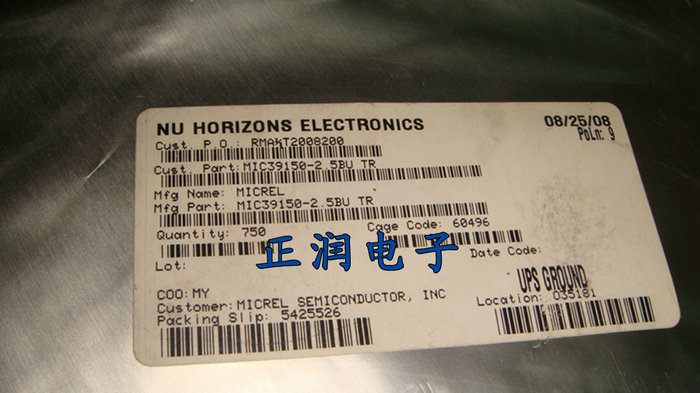 NU HORIZONS ELECTRONICS 08/25/08
Cust. P.O.: RMAKT2008200 PoLn: 9
Cust. Part: MIC39150-2.5BU TR
Mfg Name: MICREL
Mfg Part: MIC39150-2.5BU TR
Quantity: 750 Cage Code: 60496
正润电子
Lot: Date Code:
UPS GROUND
COO: MY
Customer: MICREL SEMICONDUCTOR, INC Location: 035181
Packing Slip: 5425526